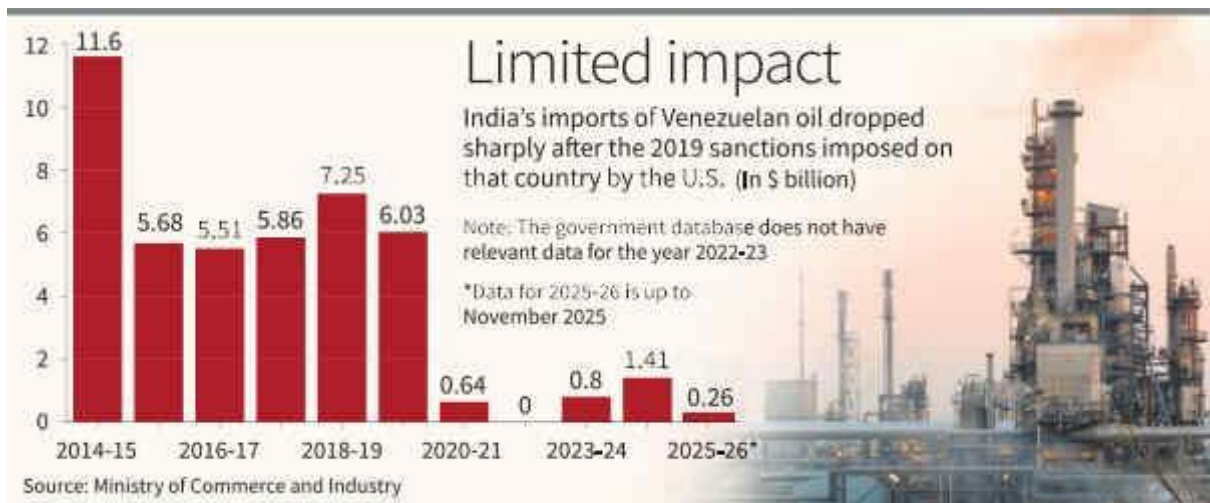 Limited impact
India's imports of Venezuelan oil dropped
sharply after the 2019 sanctions imposed on
that country by the U.S. (In $ billion)
Note: The government database does not have
relevant data for the year 2022-23
*Data for 2025-26 is up to
November 2025
12
10
8
6
4
2
0
11.6
5.68
5.51
5.86
7.25
6.03
0.64
0
0.8
1.41
0.26
2014-15 2016-17 2018-19 2020-21 2023-24 2025-26*
Source: Ministry of Commerce and Industry